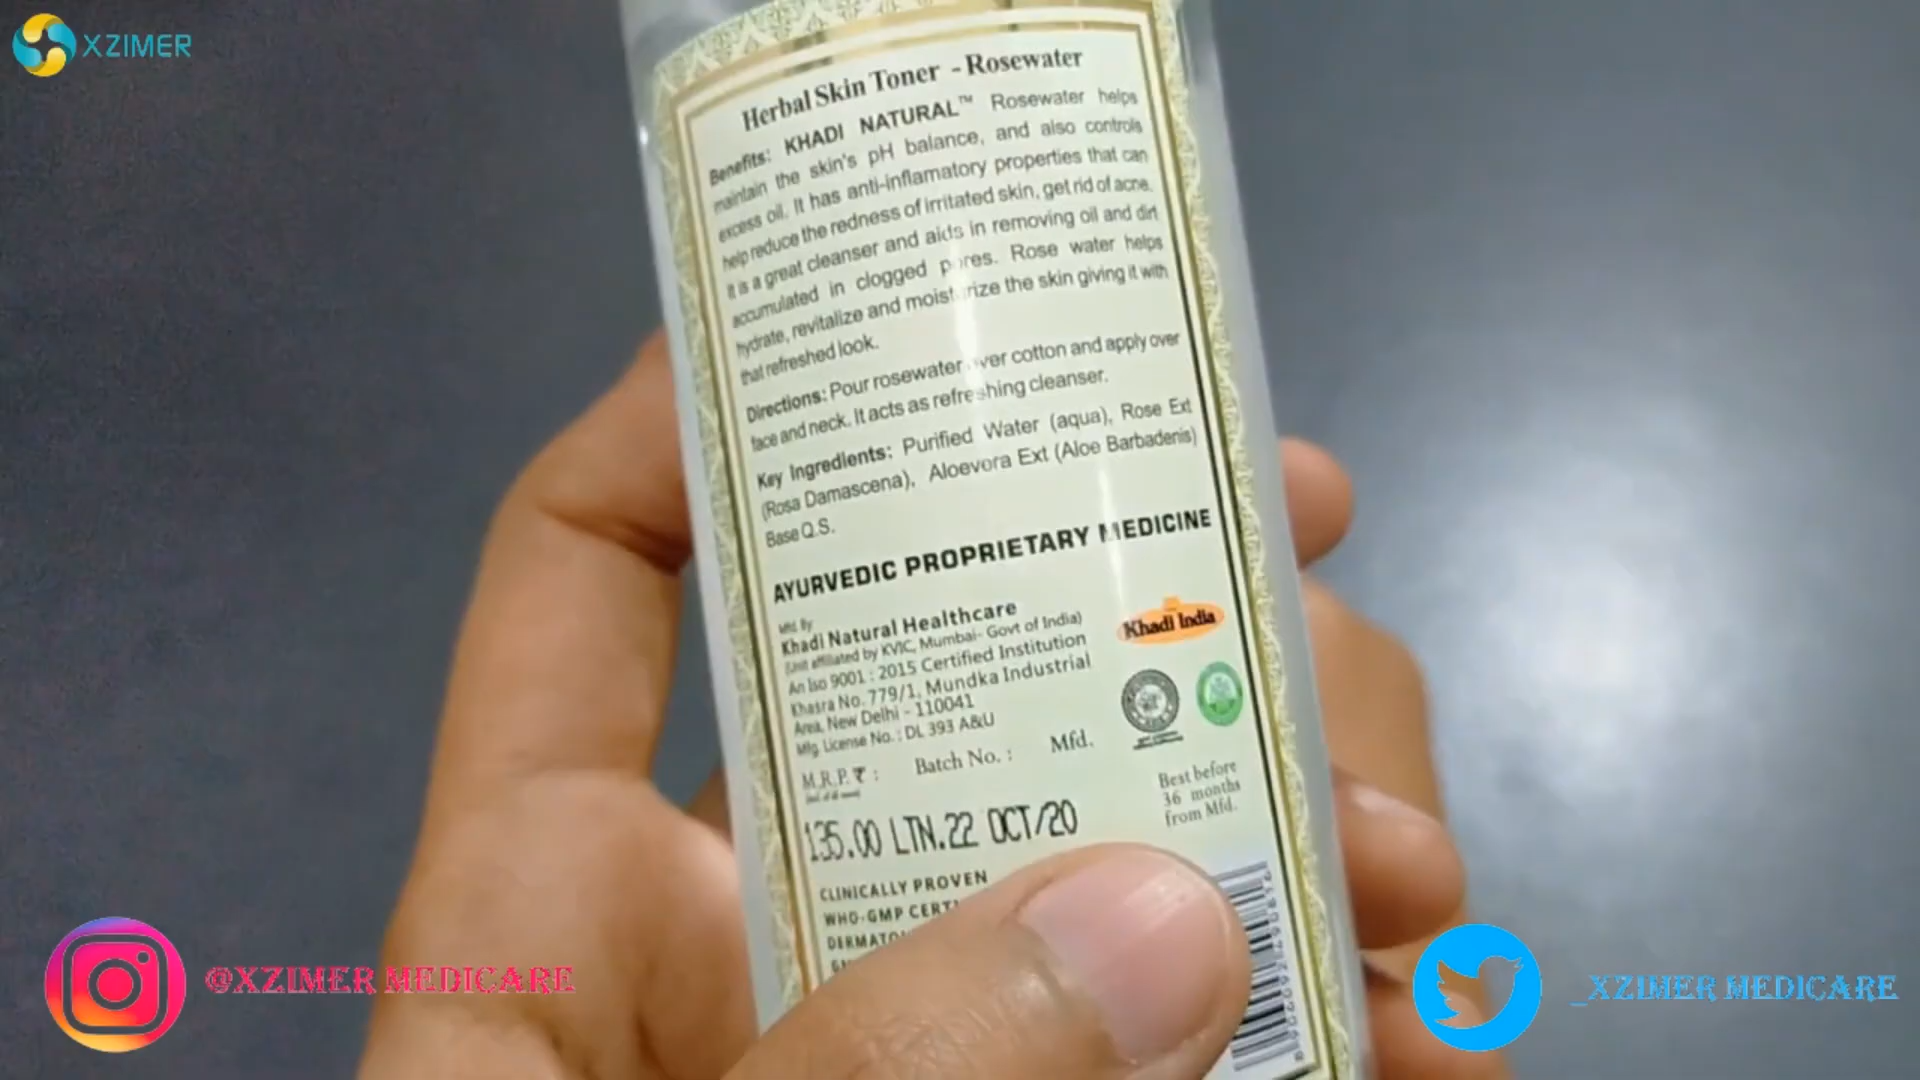 XZIMER
Herbal Skin Toner - Rosewater
Benefits: KHADI NATURAL™ Rosewater helps
maintain the skin's pH balance, and also controls
excess oil. It has anti-inflamatory properties that can
help reduce the redness of irritated skin, get rid of acne.
It is a great cleanser and aids in removing oil and dirt
accumulated in clogged pores. Rose water helps
hydrate, revitalize and moisturize the skin giving it with
that refreshed look.
Directions: Pour rosewater over cotton and apply over
face and neck. It acts as refreshing cleanser.
Key Ingredients: Purified Water (aqua), Rose Ext
(Rosa Damascena), Aloevora Ext (Aloe Barbadenis)
Base Q.S.
AYURVEDIC PROPRIETARY MEDICINE
Mfd. By
Khadi Natural Healthcare
(Unit affiliated by KVIC, Mumbai- Govt of India)
An Iso 9001 : 2015 Certified Institution
Khasra No. 779/1, Mundka Industrial
Area, New Delhi - 110041
Mfg. License No. : DL 393 A&U
Khadi India
M.R.P. ₹ : Batch No. : Mfd.
Best before
36 months
from Mfd.
135.00 LTN.22 OCT/20
CLINICALLY PROVEN
WHO-GMP
@XZIMER MEDICARE
_XZIMER MEDICARE